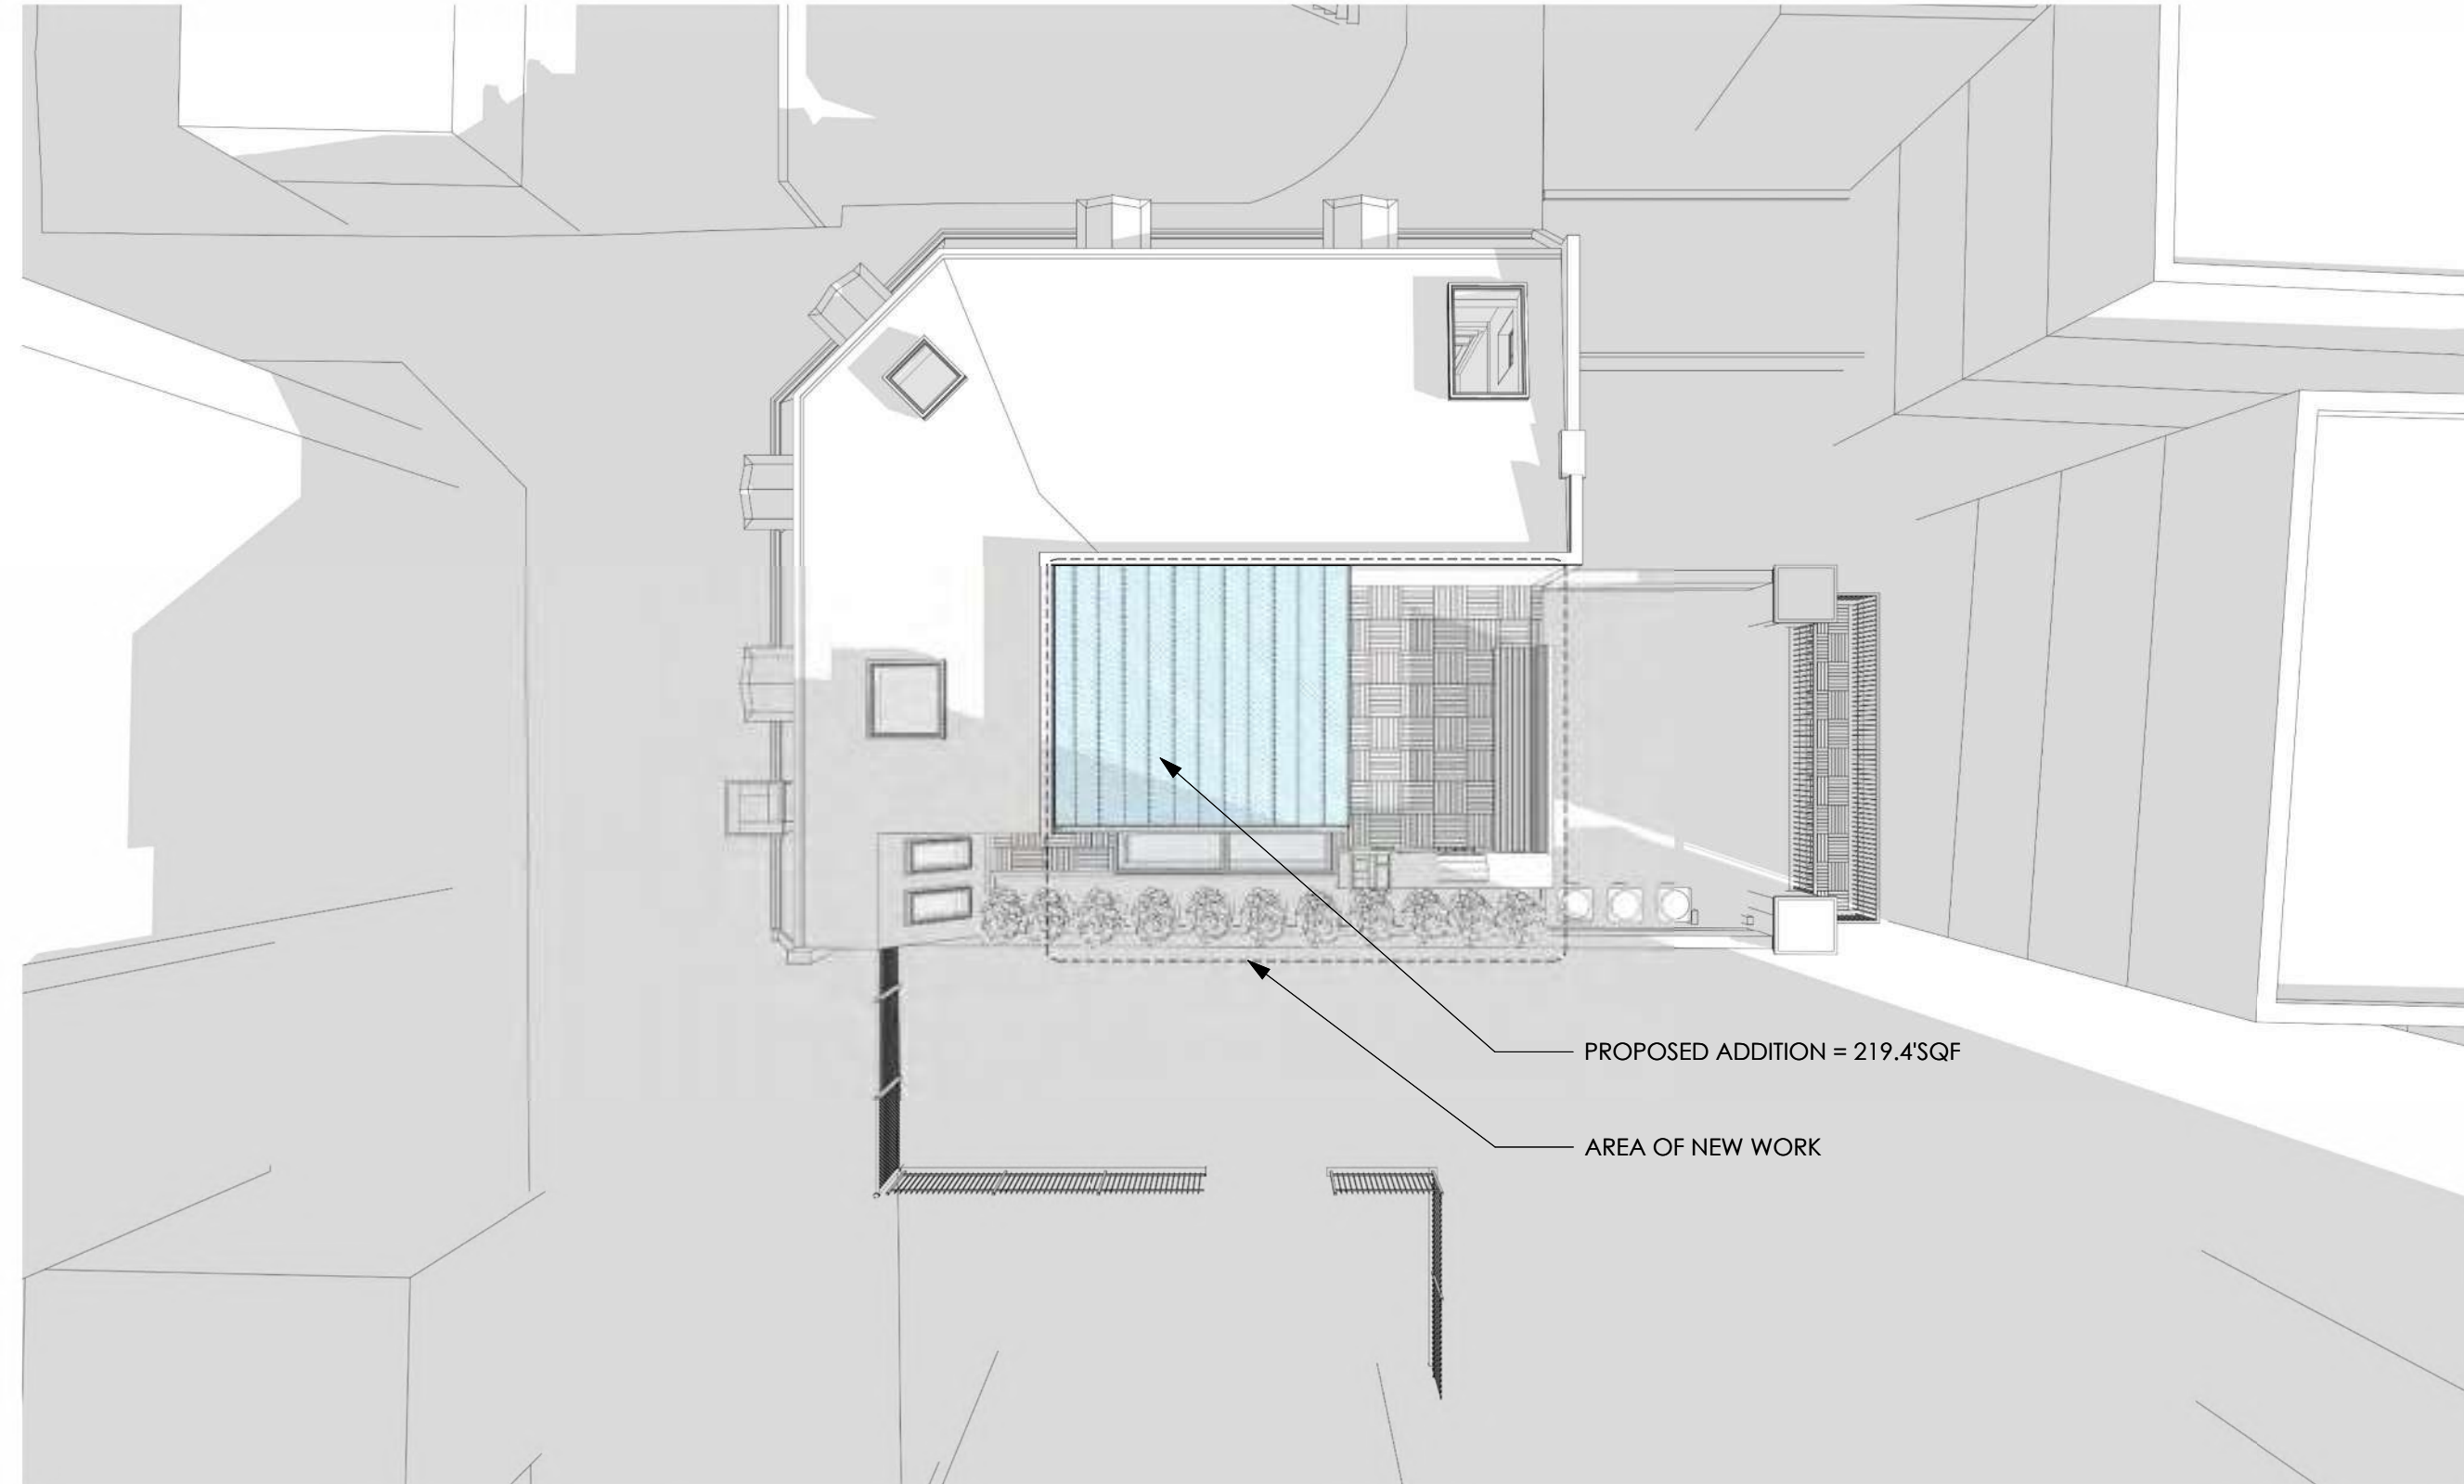 PROPOSED ADDITION = 219.4'SQF
AREA OF NEW WORK